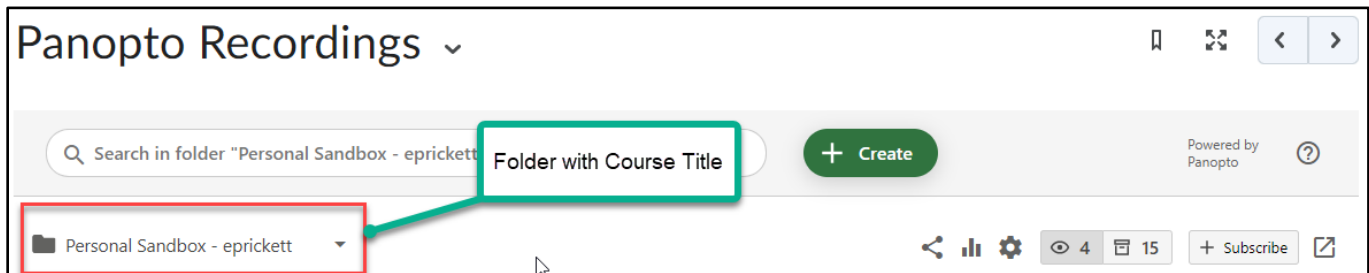 Panopto Recordings
Search in folder "Personal Sandbox - eprickett
Folder with Course Title
+ Create
Powered by
Panopto
Personal Sandbox - eprickett
4
15
+ Subscribe